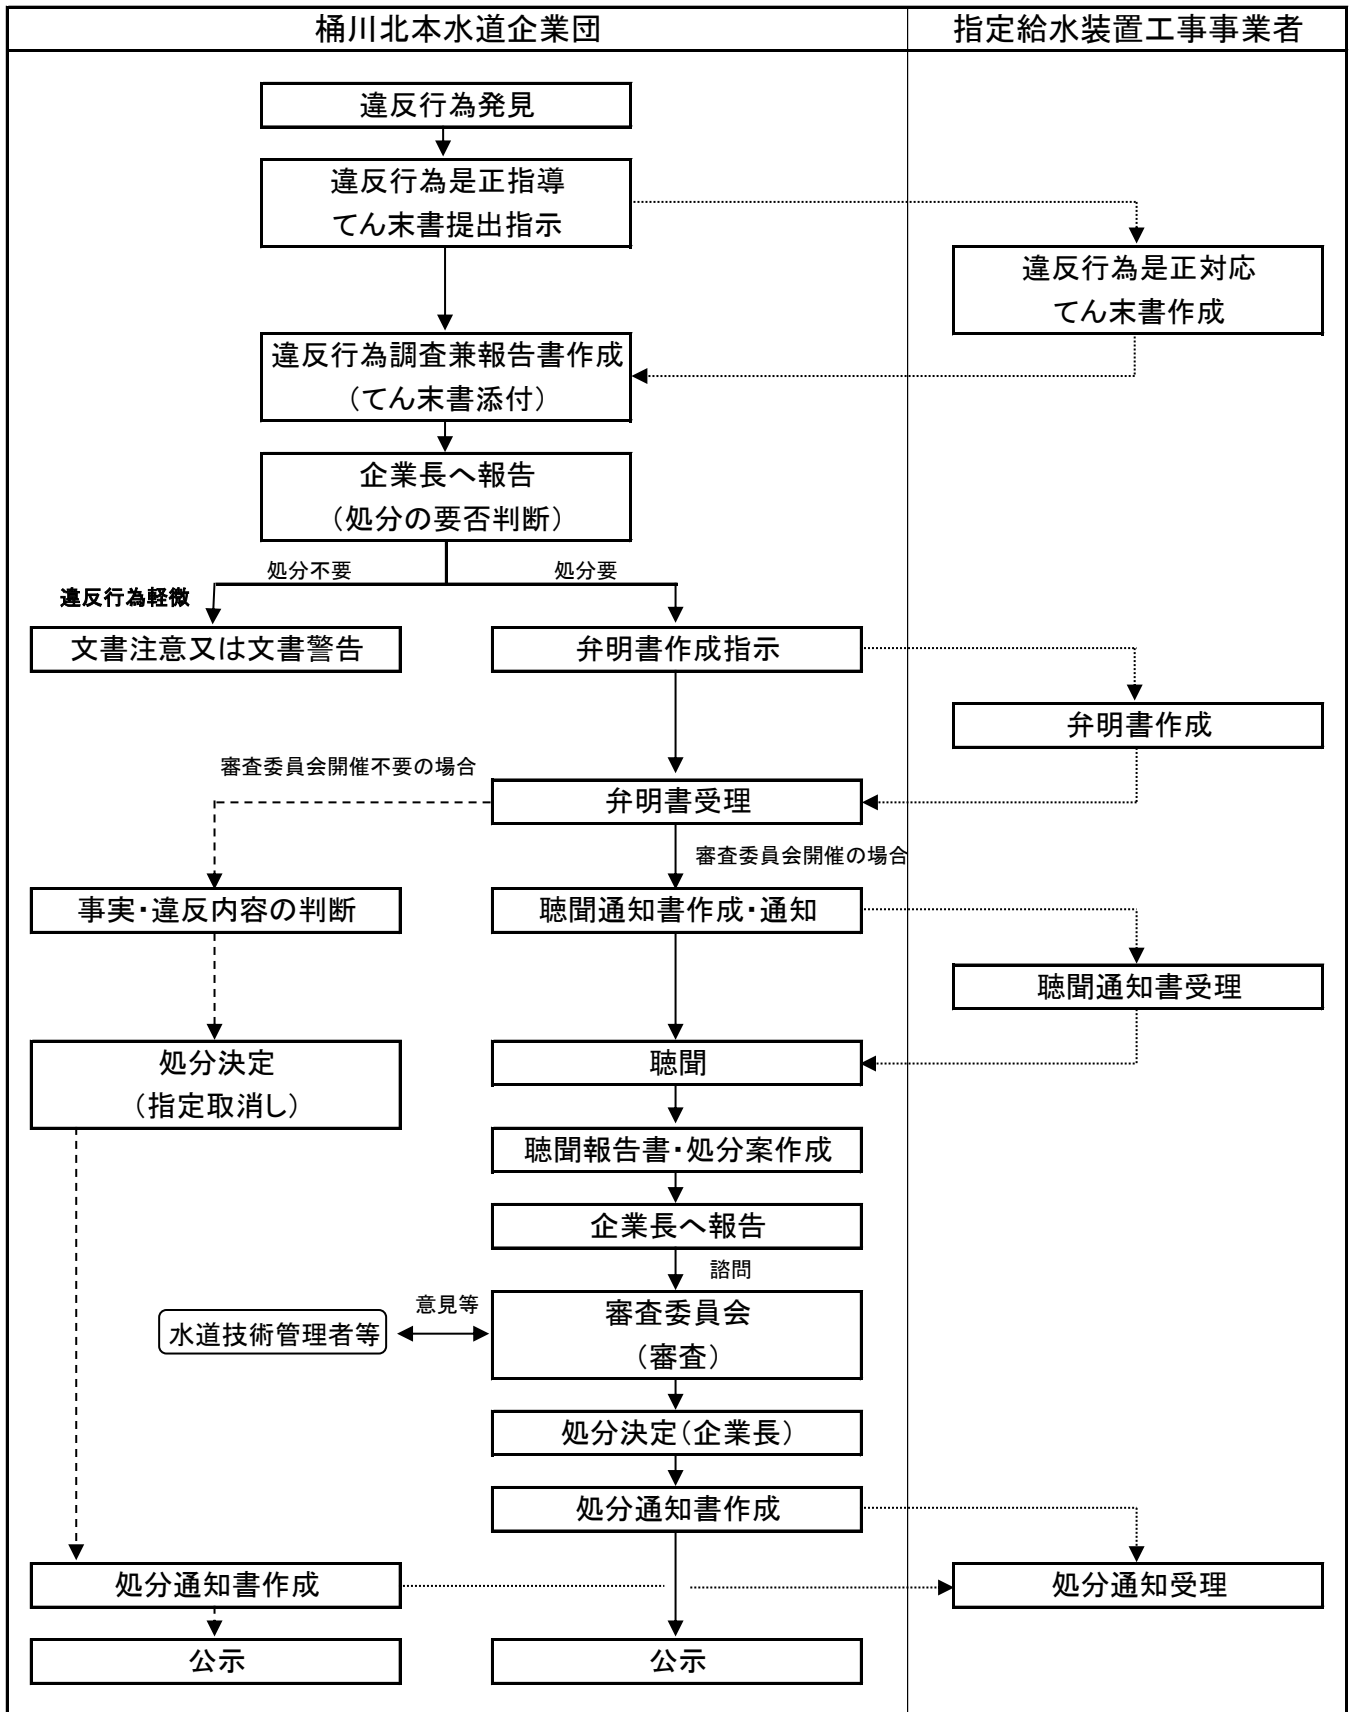 桶川北本水道企業団
指定給水装置工事事業者
違反行為発見
違反行為是正指導
てん末書提出指示
違反行為是正対応
てん末書作成
違反行為調査兼報告書作成
（てん末書添付）
企業長へ報告
（処分の要否判断）
処分不要
処分要
違反行為軽微
文書注意又は文書警告
弁明書作成指示
弁明書作成
審査委員会開催不要の場合
弁明書受理
審査委員会開催の場合
事実・違反内容の判断
聴聞通知書作成・通知
聴聞通知書受理
処分決定
（指定取消し）
聴聞
聴聞報告書・処分案作成
企業長へ報告
諮問
意見等
水道技術管理者等
審査委員会
（審査）
処分決定（企業長）
処分通知書作成
処分通知書作成
処分通知受理
公示
公示